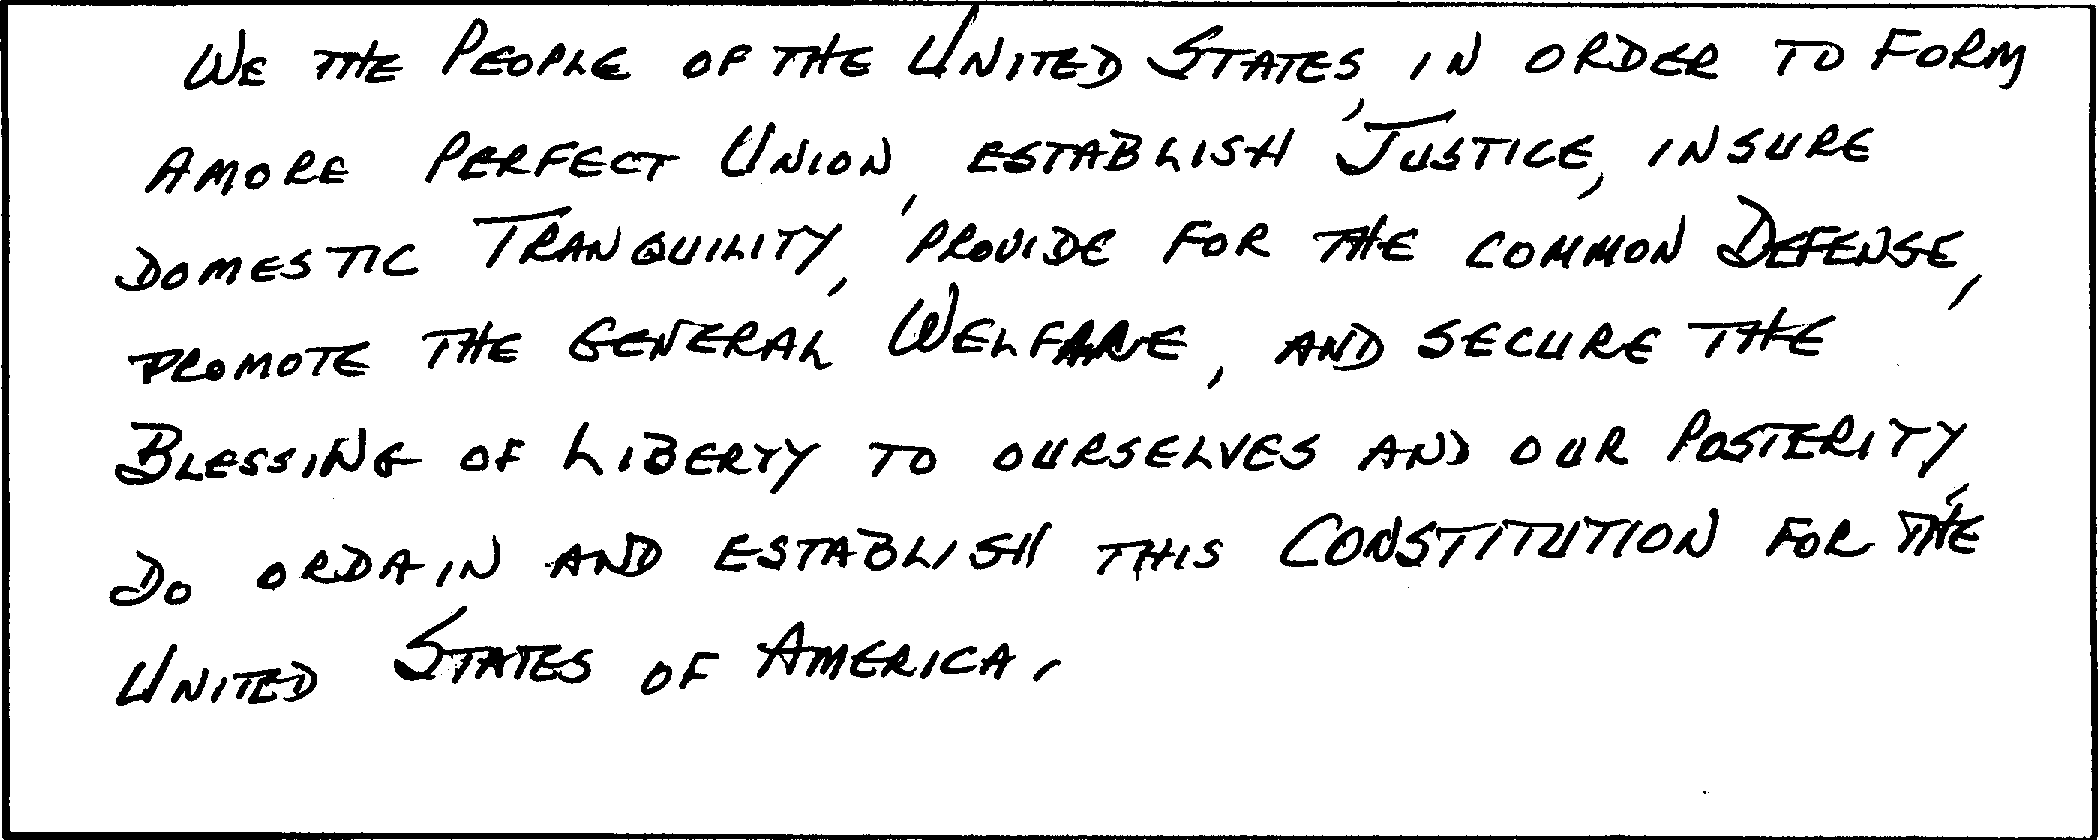 WE THE PEOPLE OF THE UNITED STATES, IN ORDER TO FORM
AMORE PERFECT UNION, ESTABLISH JUSTICE, INSURE
DOMESTIC TRANQUILITY, PROVIDE FOR THE COMMON DEFENSE,
PROMOTE THE GENERAL WELFARE, AND SECURE THE
BLESSING OF LIBERTY TO OURSELVES AND OUR POSTERITY,
DO ORDAIN AND ESTABLISH THIS CONSTITUTION FOR THE
UNITED STATES OF AMERICA.